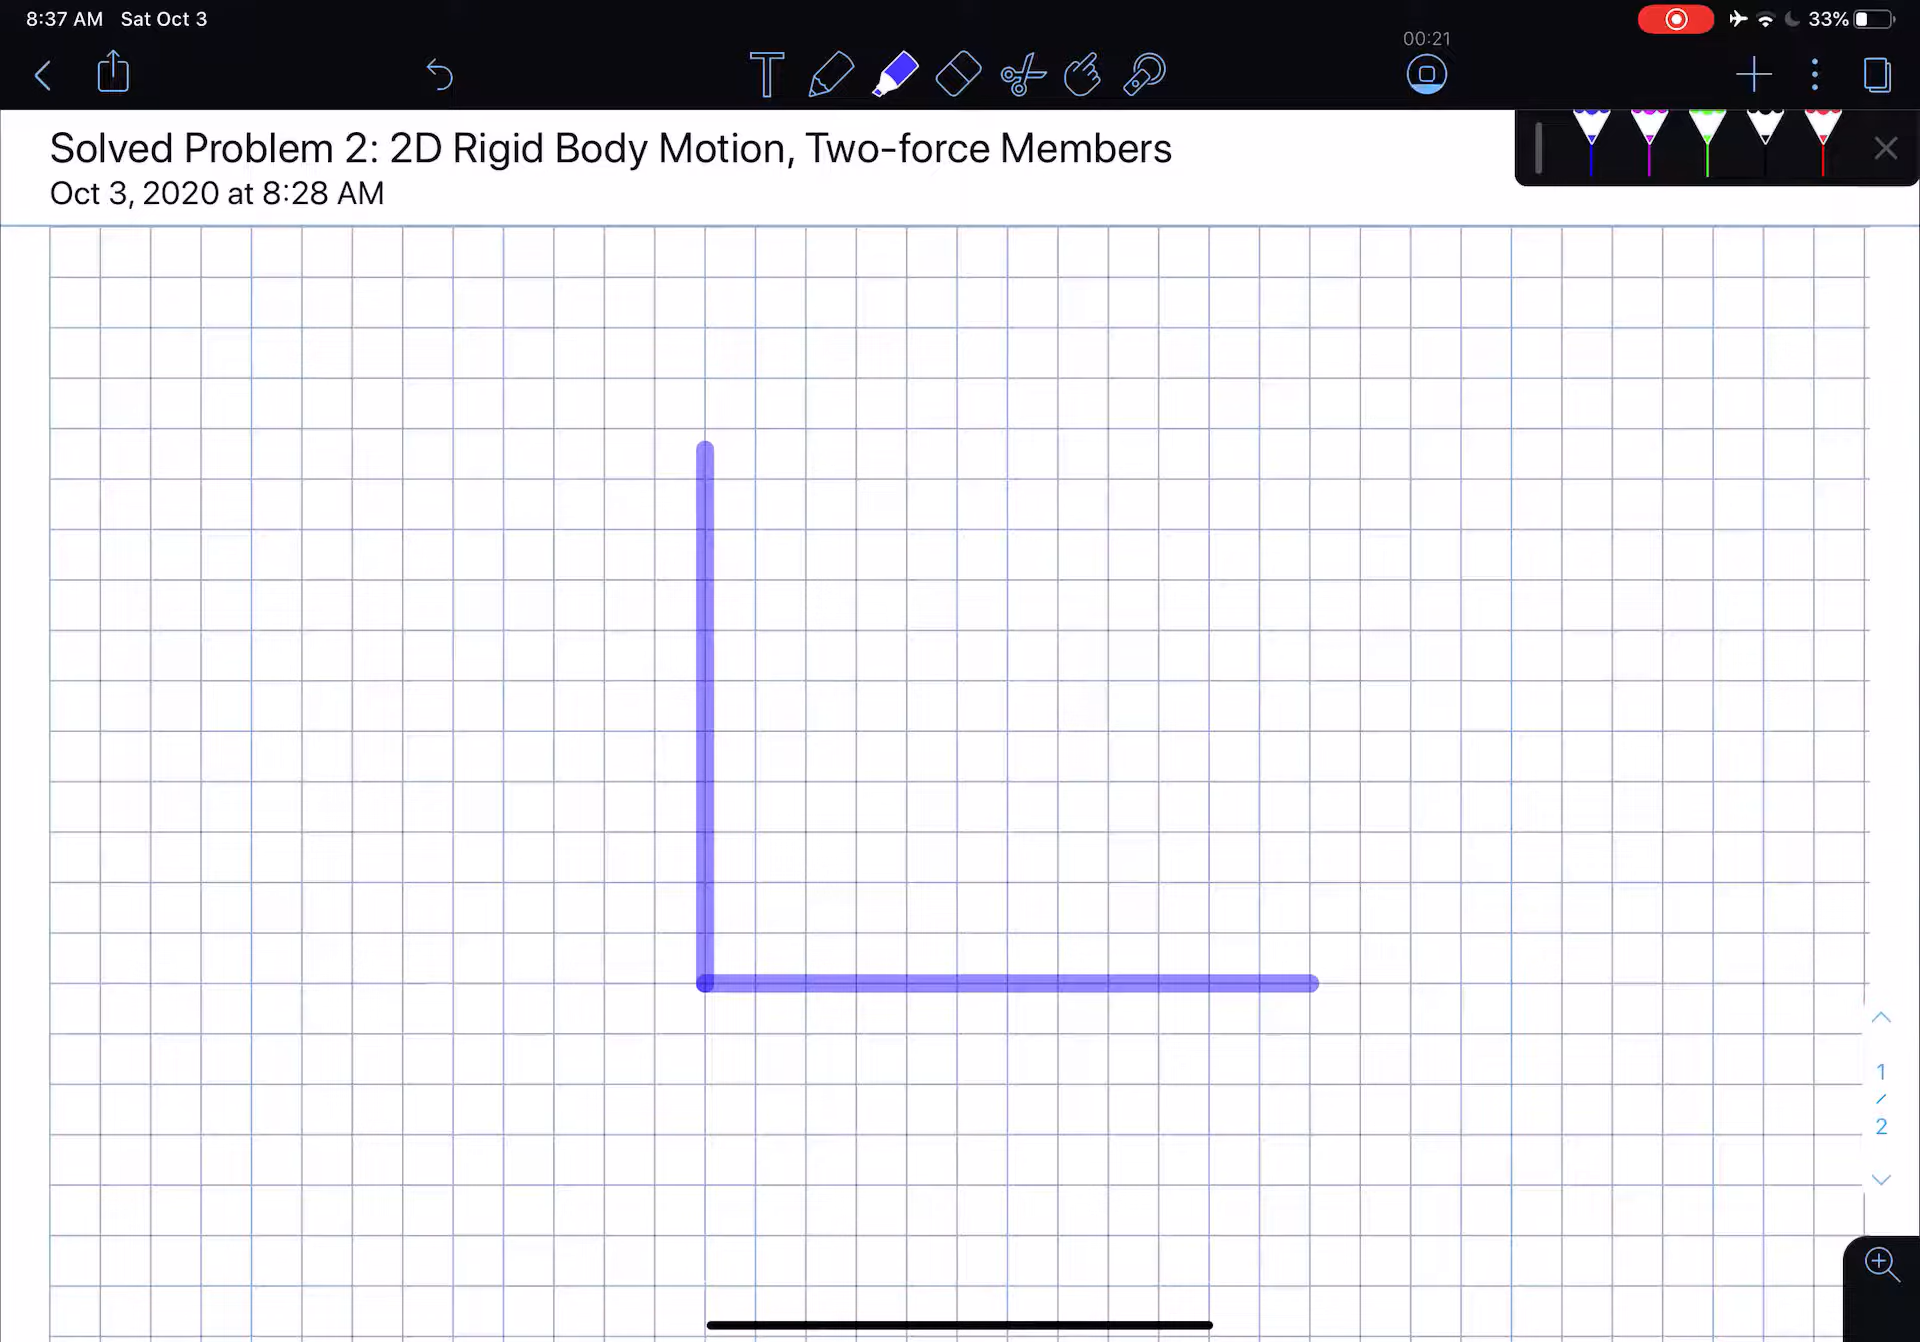 8:37 AM Sat Oct 3
33%
00:21
Solved Problem 2: 2D Rigid Body Motion, Two-force Members
Oct 3, 2020 at 8:28 AM
1
/
2